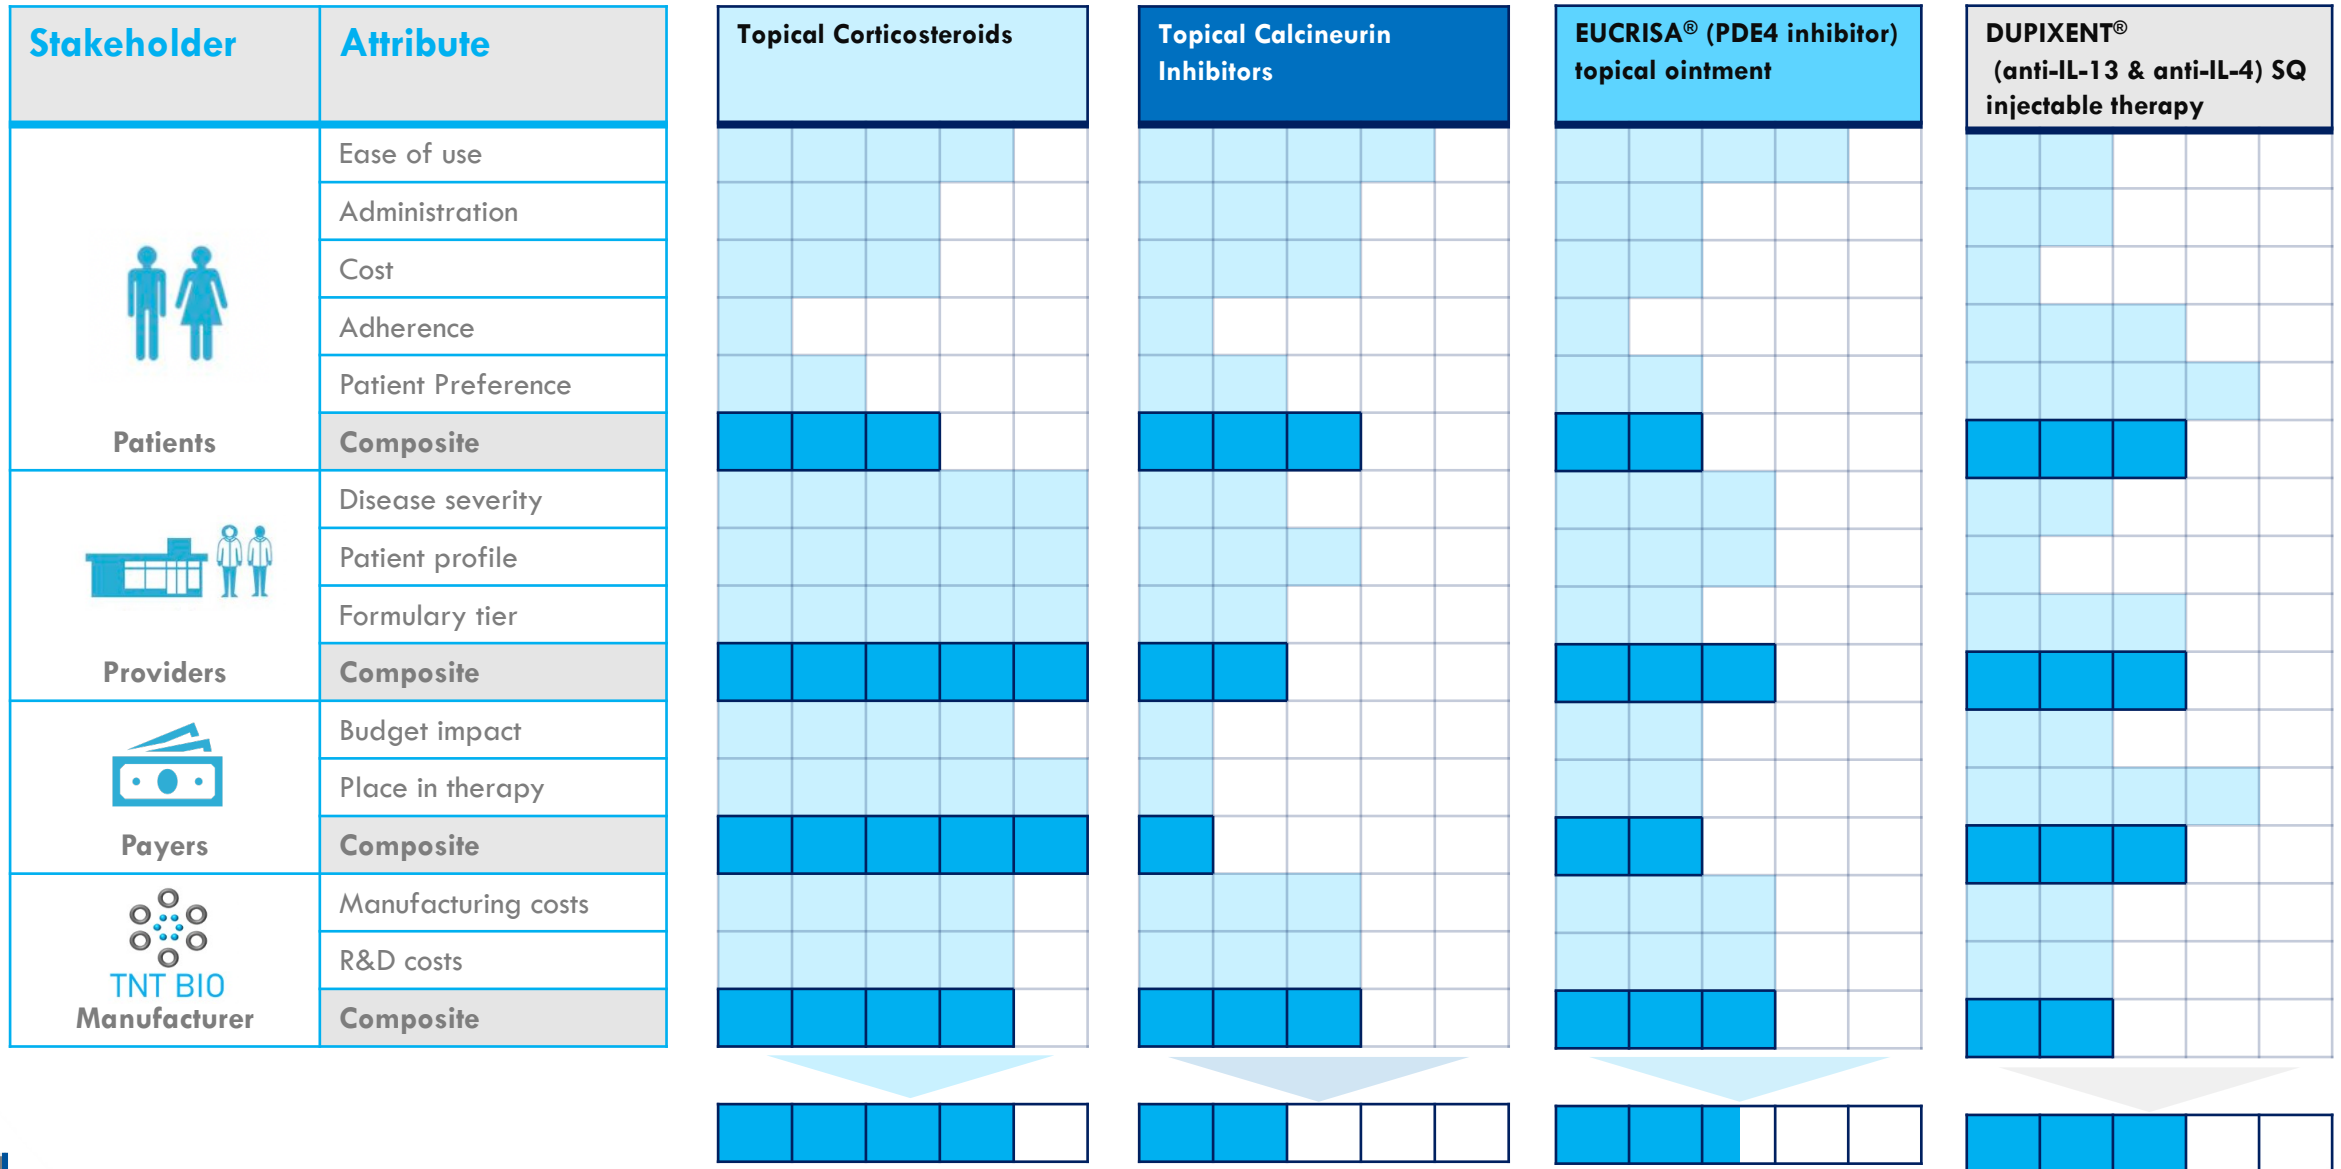 Stakeholder
Attribute
Topical Corticosteroids
Topical Calcineurin
Inhibitors
EUCRISA® (PDE4 inhibitor)
topical ointment
DUPIXENT®
(anti-IL-13 & anti-IL-4) SQ
injectable therapy
Patients
Ease of use
Administration
Cost
Adherence
Patient Preference
Composite
Providers
Disease severity
Patient profile
Formulary tier
Composite
Payers
Budget impact
Place in therapy
Composite
TNT BIO
Manufacturer
Manufacturing costs
R&D costs
Composite